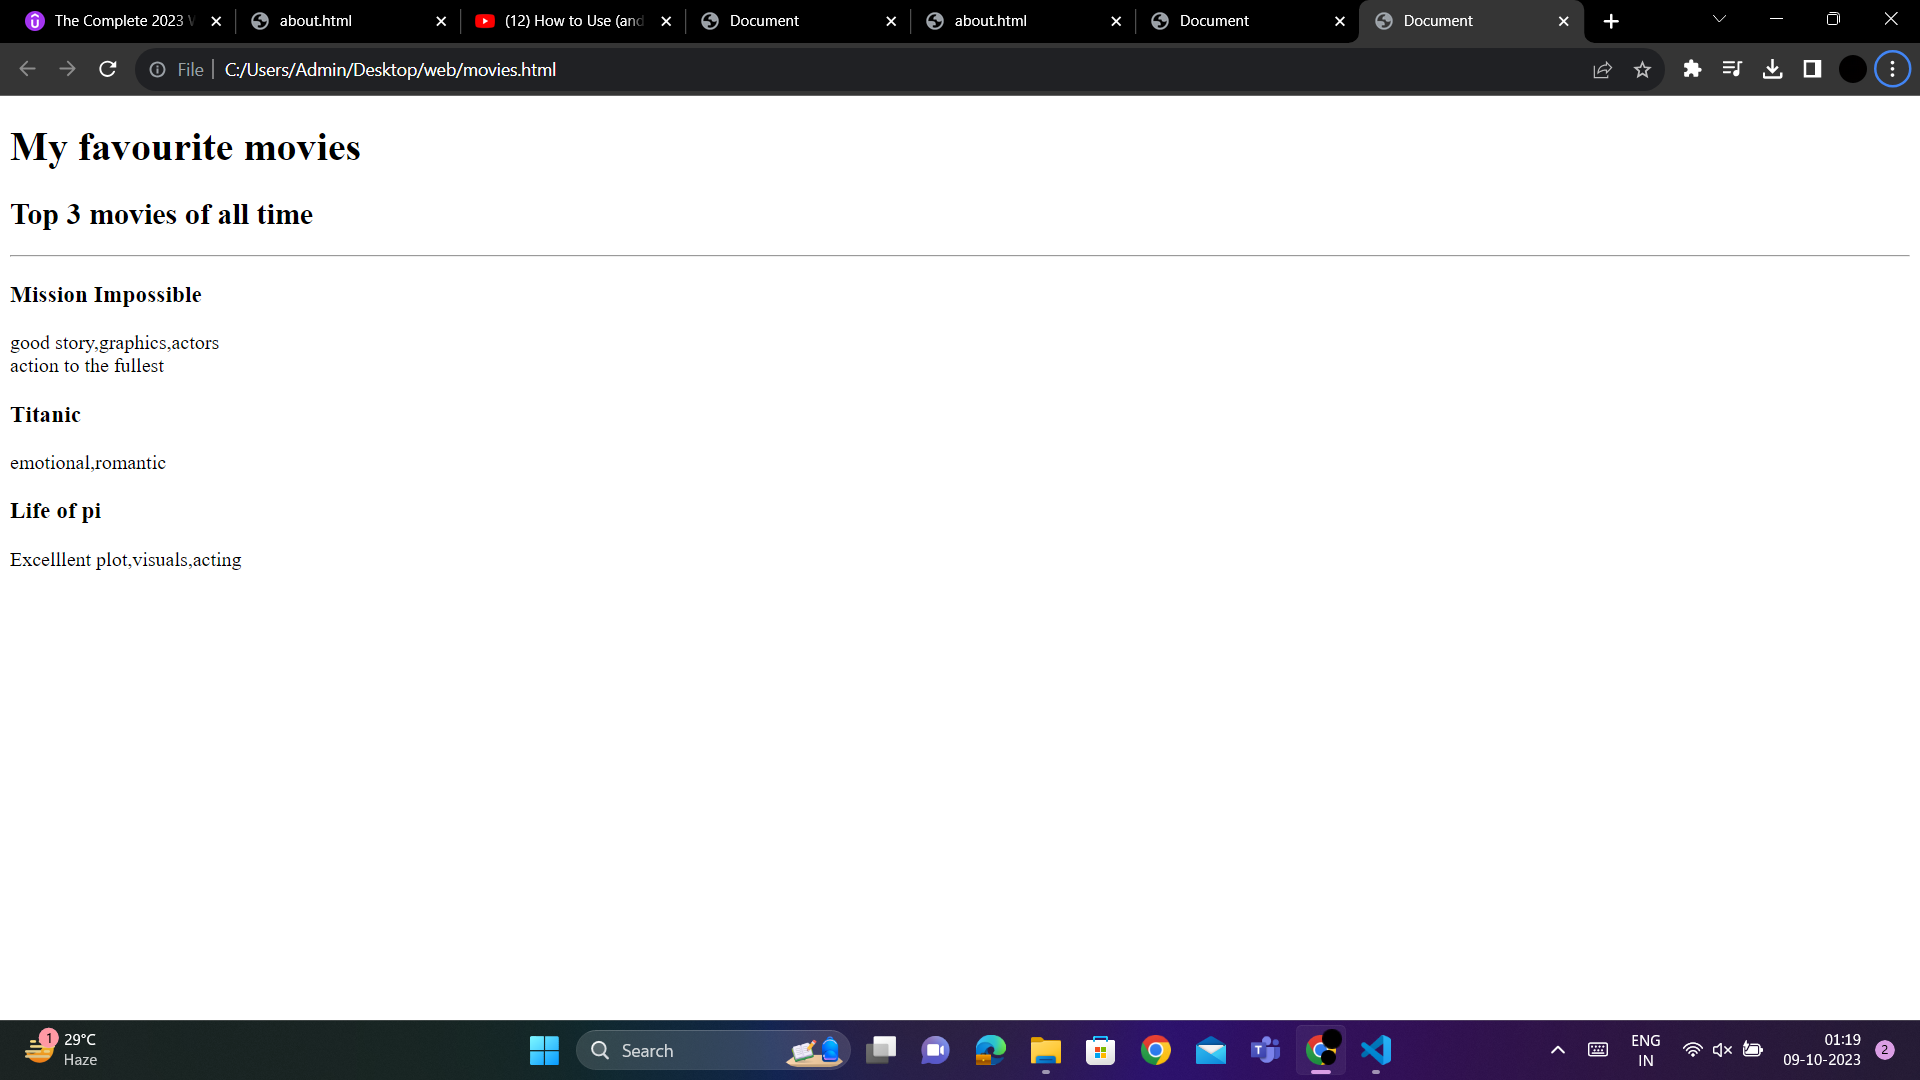 The Complete 2023 W
about.html
(12) How to Use (and
Document
about.html
Document
Document
File
C:/Users/Admin/Desktop/web/movies.html
My favourite movies
Top 3 movies of all time
Mission Impossible
good story,graphics,actors
action to the fullest
Titanic
emotional,romantic
Life of pi
Excelllent plot,visuals,acting
1
29°C
Haze
Search
ENG
IN
01:19
09-10-2023
2